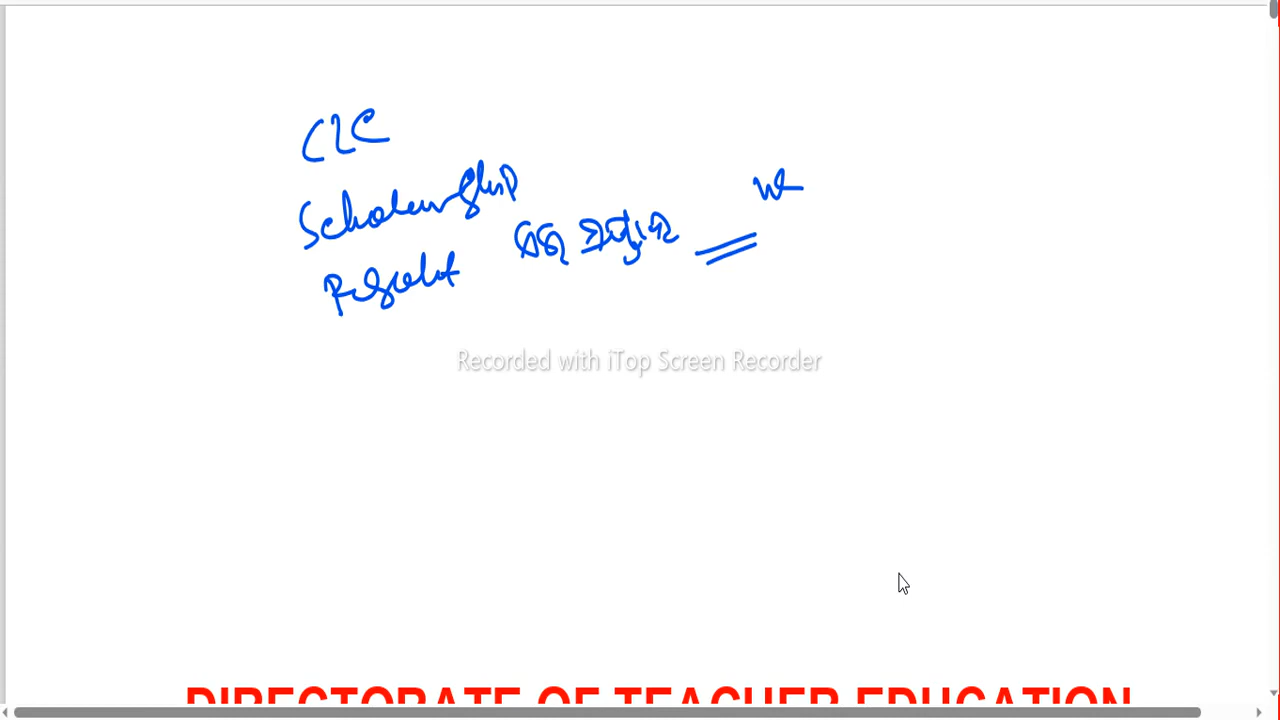 CLC
Scholarship
Result
Recorded with iTop Screen Recorder
DIRECTORATE OF TEACHER EDUCATION